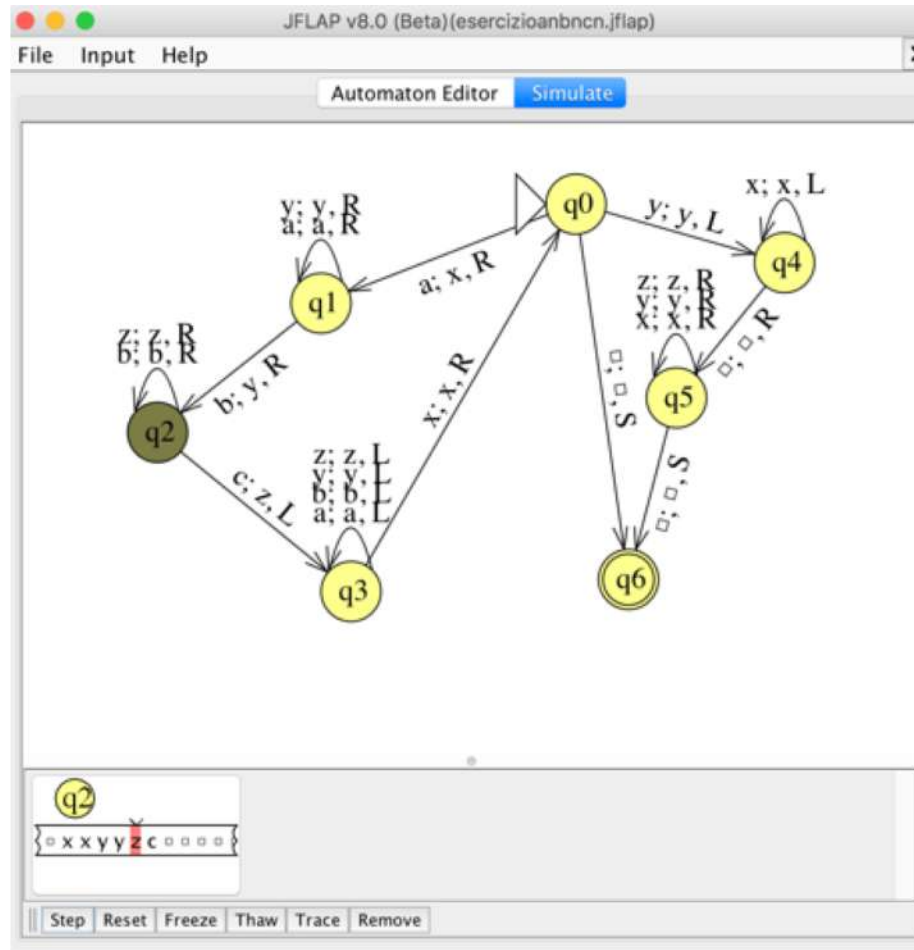 JFLAP v8.0 (Beta)(esercizioanbncn.jflap)
File Input Help
Automaton Editor Simulate
q0
y; y, L
x; x, L
q4
y; y, R
a; a, R
q1
a; x, R
z; z, R
y; y, R
x; x, R
□; □, R
q5
z; z, R
b; b, R
q2
b; y, R
x; x, R
□; □, S
□; □, S
c; z, L
z; z, L
y; y, L
b; b, L
a; a, L
q3
q6
q2
□ x x y y z c □ □ □ □
Step Reset Freeze Thaw Trace Remove